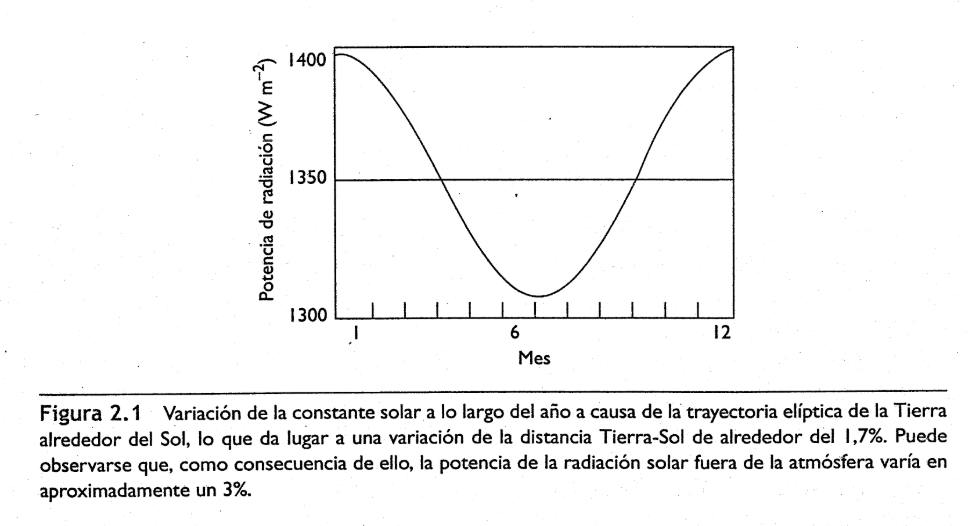 1400
1350
1300
Potencia de radiación (W m⁻²)
1 6 12
Mes
Figura 2.1 Variación de la constante solar a lo largo del año a causa de la trayectoria elíptica de la Tierra
alrededor del Sol, lo que da lugar a una variación de la distancia Tierra-Sol de alrededor del 1,7%. Puede
observarse que, como consecuencia de ello, la potencia de la radiación solar fuera de la atmósfera varía en
aproximadamente un 3%.